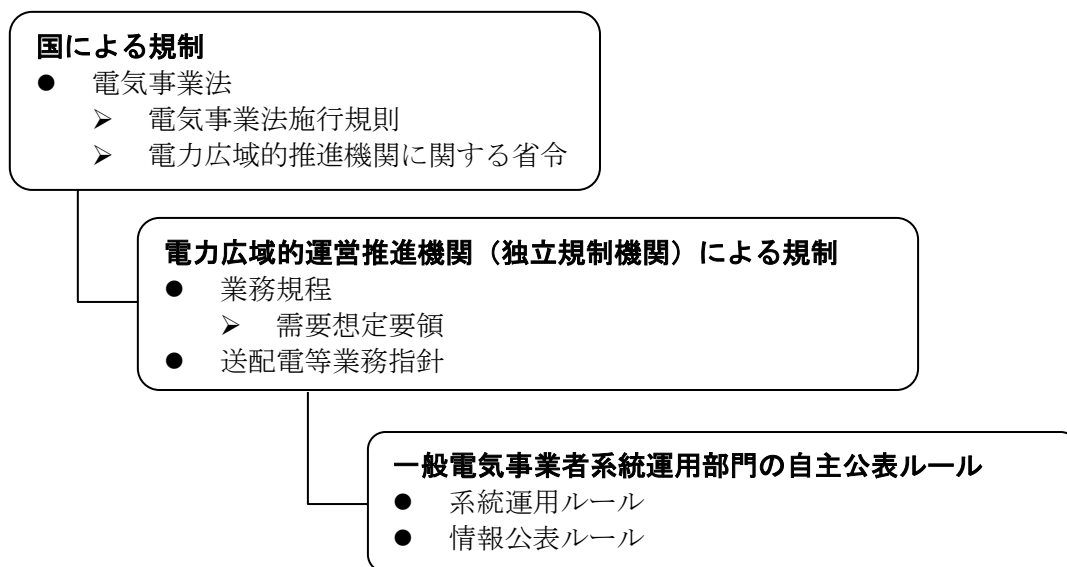 国による規制
● 電気事業法
➢ 電気事業法施行規則
➢ 電力広域的推進機関に関する省令
電力広域的運営推進機関（独立規制機関）による規制
● 業務規程
➢ 需要想定要領
● 送配電等業務指針
一般電気事業者系統運用部門の自主公表ルール
● 系統運用ルール
● 情報公表ルール